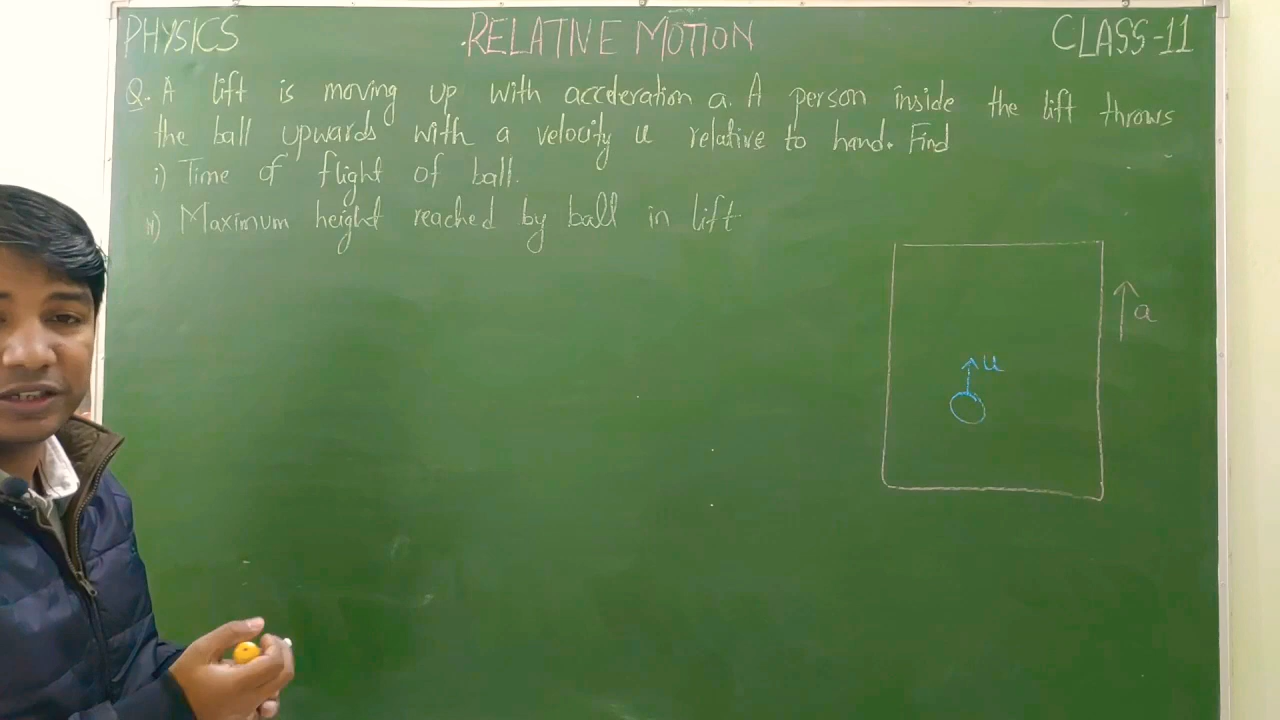 PHYSICS
RELATIVE MOTION
CLASS-11
Q. A lift is moving up with acceleration a. A person inside the lift throws
the ball upwards with a velocity u relative to hand. Find
i) Time of flight of ball.
ii) Maximum height reached by ball in lift
a
u